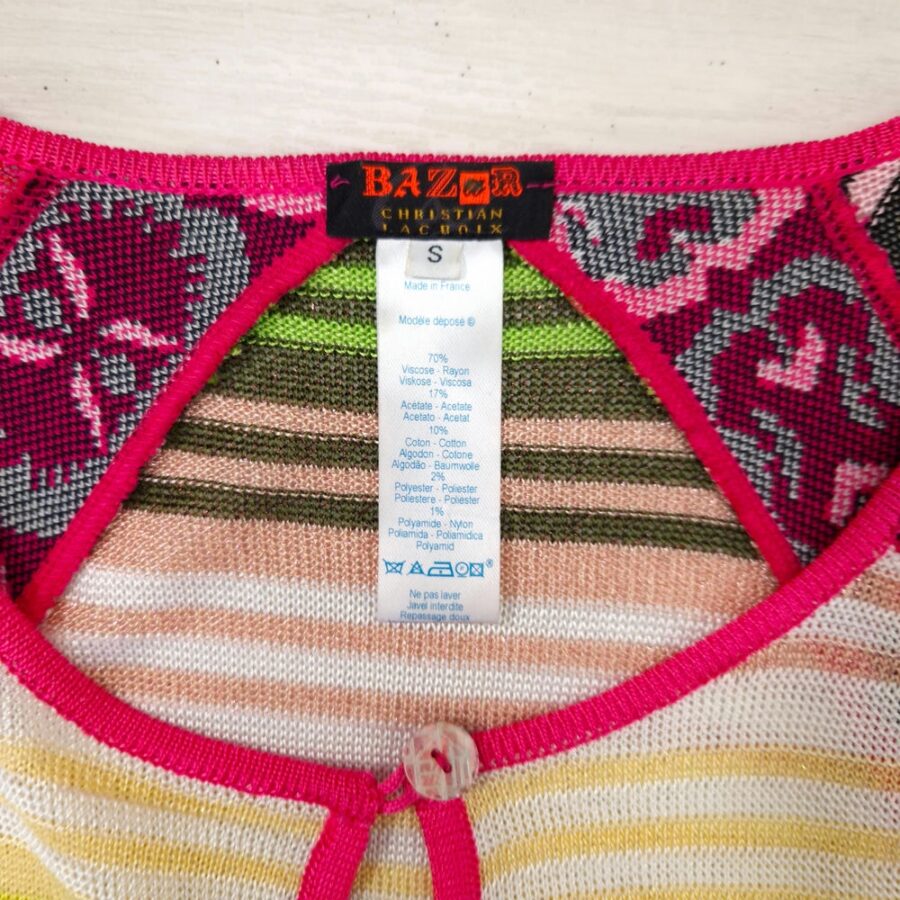 BAZAR
CHRISTIAN
LACROIX
S
Made in France
Modèle déposé ©
70%
Viscose - Rayon
Viskose - Viscosa
17%
Acétate - Acetate
Acetato - Acetat
10%
Coton - Cotton
Algodon - Cotone
Algodão - Baumwolle
2%
Polyester - Poliester
Poliestere - Poliester
1%
Polyamide - Nylon
Poliamida - Poliamidica
Polyamid
Ne pas laver
Javel interdite
Repassage doux